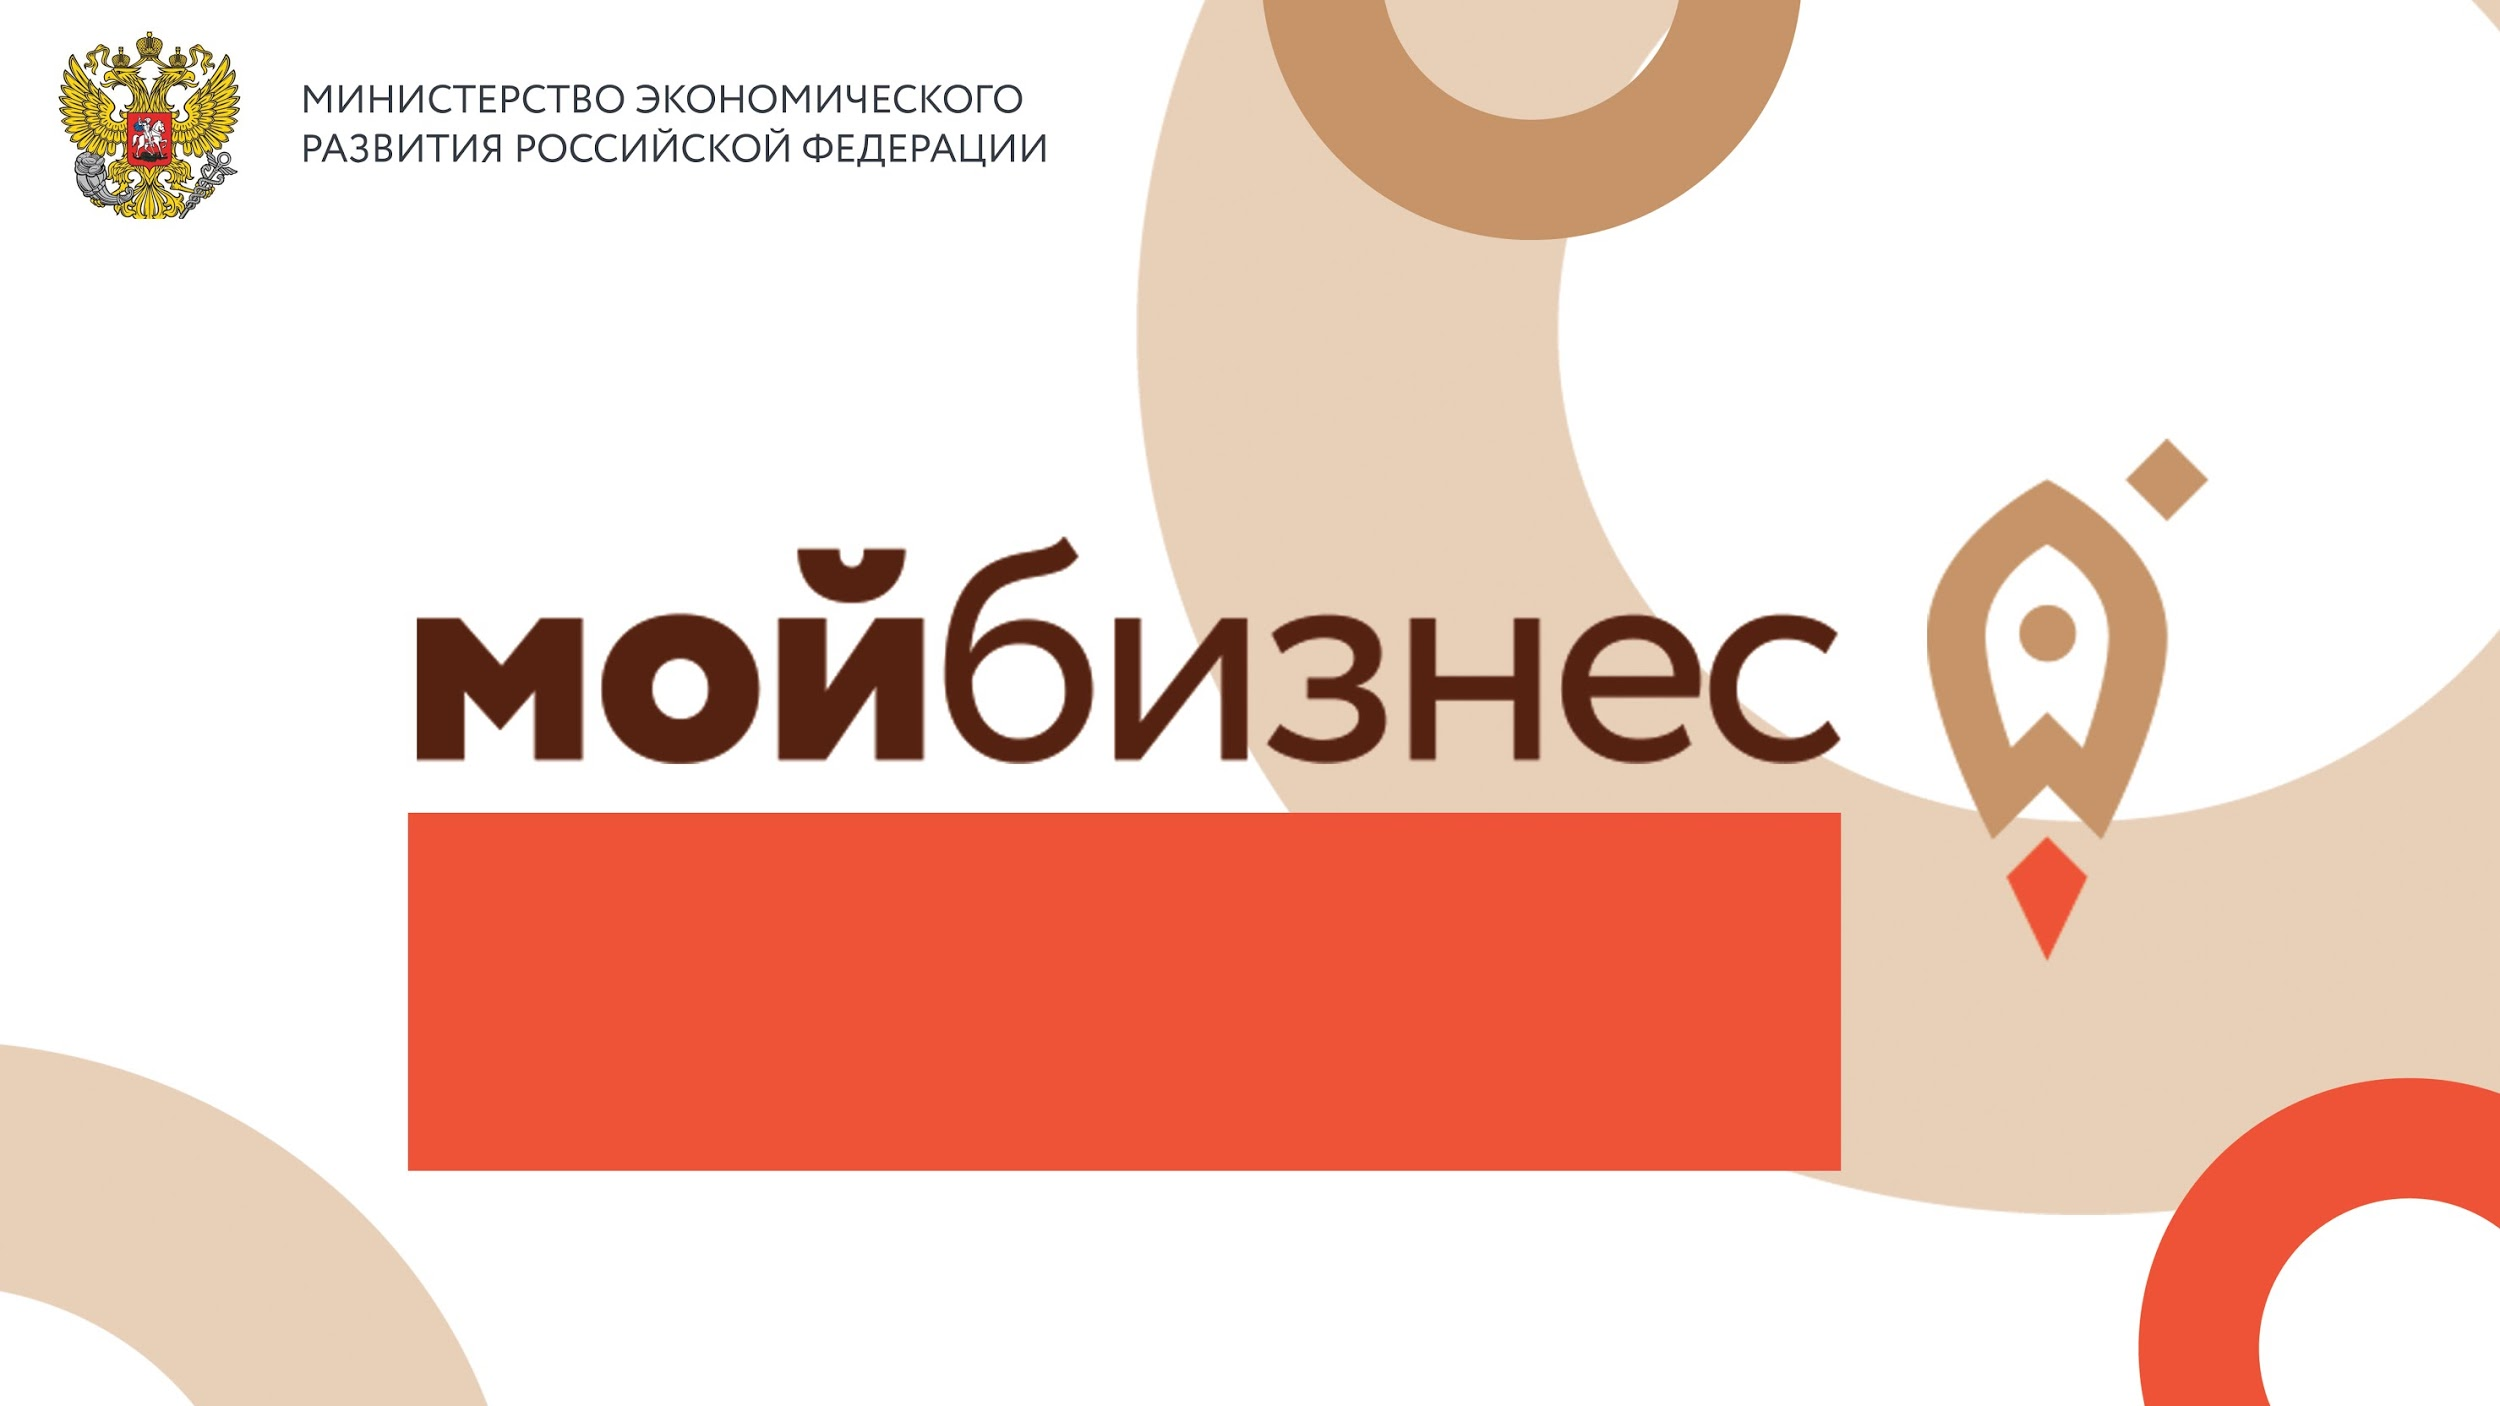 МИНИСТЕРСТВО ЭКОНОМИЧЕСКОГО
РАЗВИТИЯ РОССИЙСКОЙ ФЕДЕРАЦИИ
мойбизнес